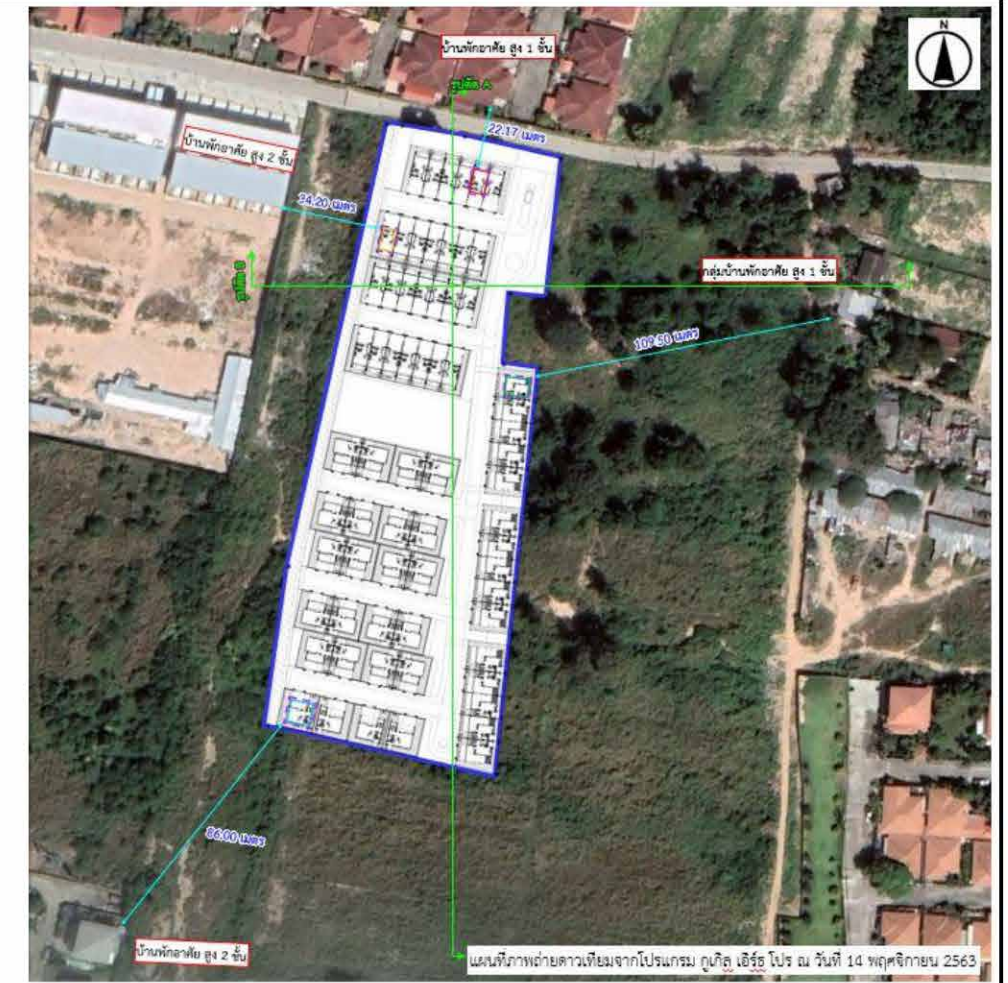 N
บ้านพักอาศัย สูง 1 ชั้น
รูปตัด A
22.17 เมตร
บ้านพักอาศัย สูง 2 ชั้น
34.20 เมตร
กลุ่มบ้านพักอาศัย สูง 1 ชั้น
รูปตัด B
109.50 เมตร
86.00 เมตร
บ้านพักอาศัย สูง 2 ชั้น
แผนที่ภาพถ่ายดาวเทียมจากโปรแกรม กูเกิล เอิร์ธ โปร ณ วันที่ 14 พฤศจิกายน 2563